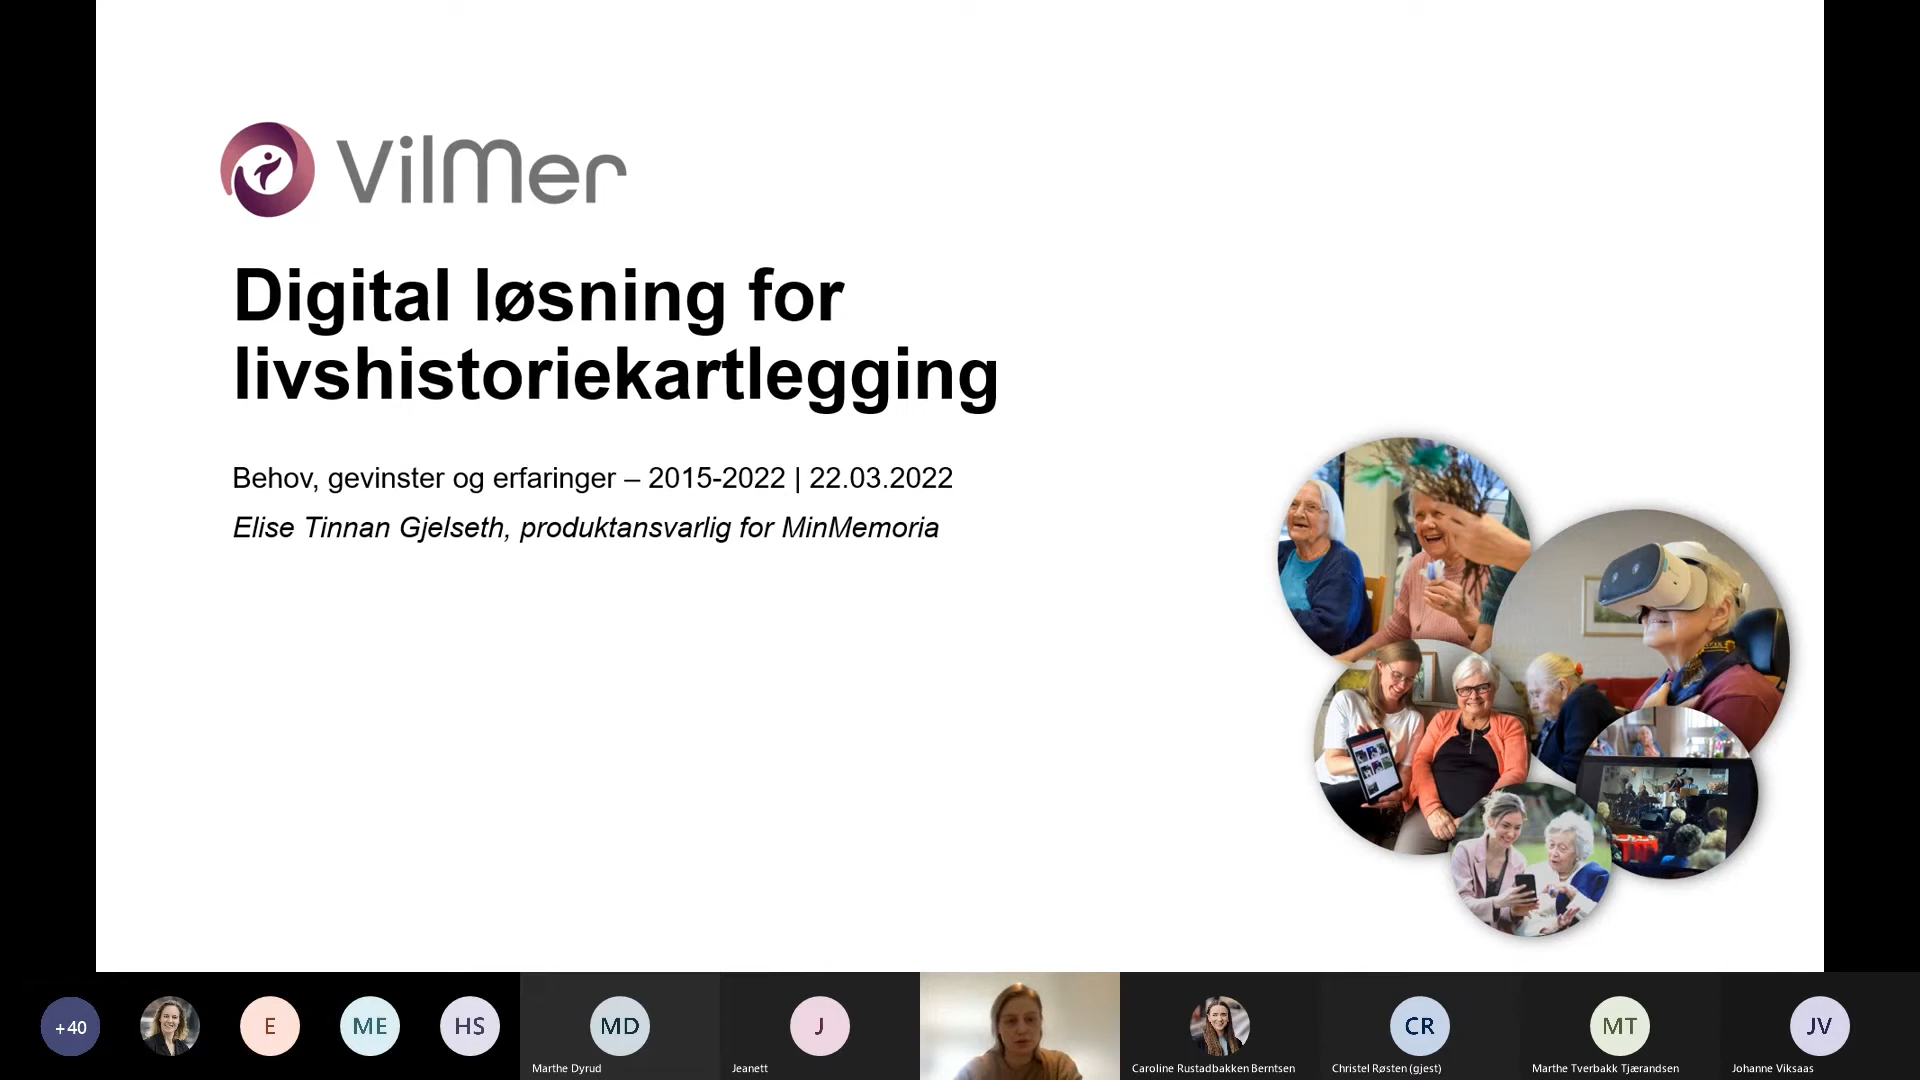 VilMer
Digital løsning for
livshistoriekartlegging
Behov, gevinster og erfaringer – 2015-2022 | 22.03.2022
Elise Tinnan Gjelseth, produktansvarlig for MinMemoria
+40
E
ME
HS
MD
J
CR
MT
JV
Marthe Dyrud
Jeanett
Caroline Rustadbakken Berntsen
Christel Røsten (gjest)
Marthe Tverbakk Tjærandsen
Johanne Viksaas